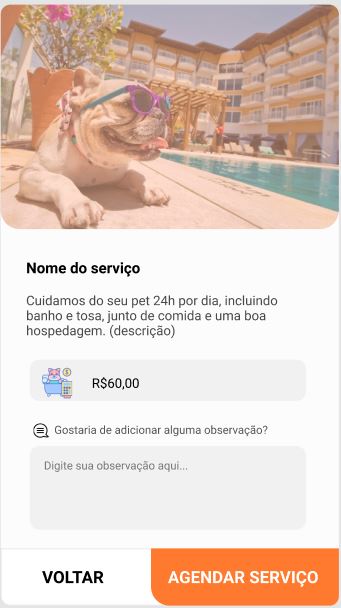 Nome do serviço
Cuidamos do seu pet 24h por dia, incluindo
banho e tosa, junto de comida e uma boa
hospedagem. (descrição)
R$60,00
Gostaria de adicionar alguma observação?
Digite sua observação aqui...
VOLTAR
AGENDAR SERVIÇO